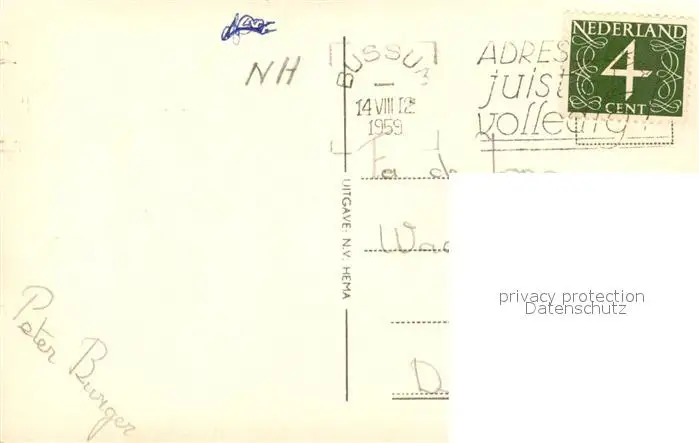 NH
BUSSUM
14 VIII 12
1959
ADRES
juist
volledig!
NEDERLAND
4
CENT
Fa
UITGAVE: N.V. HEMA
Peter Burger
privacy protection
Datenschutz